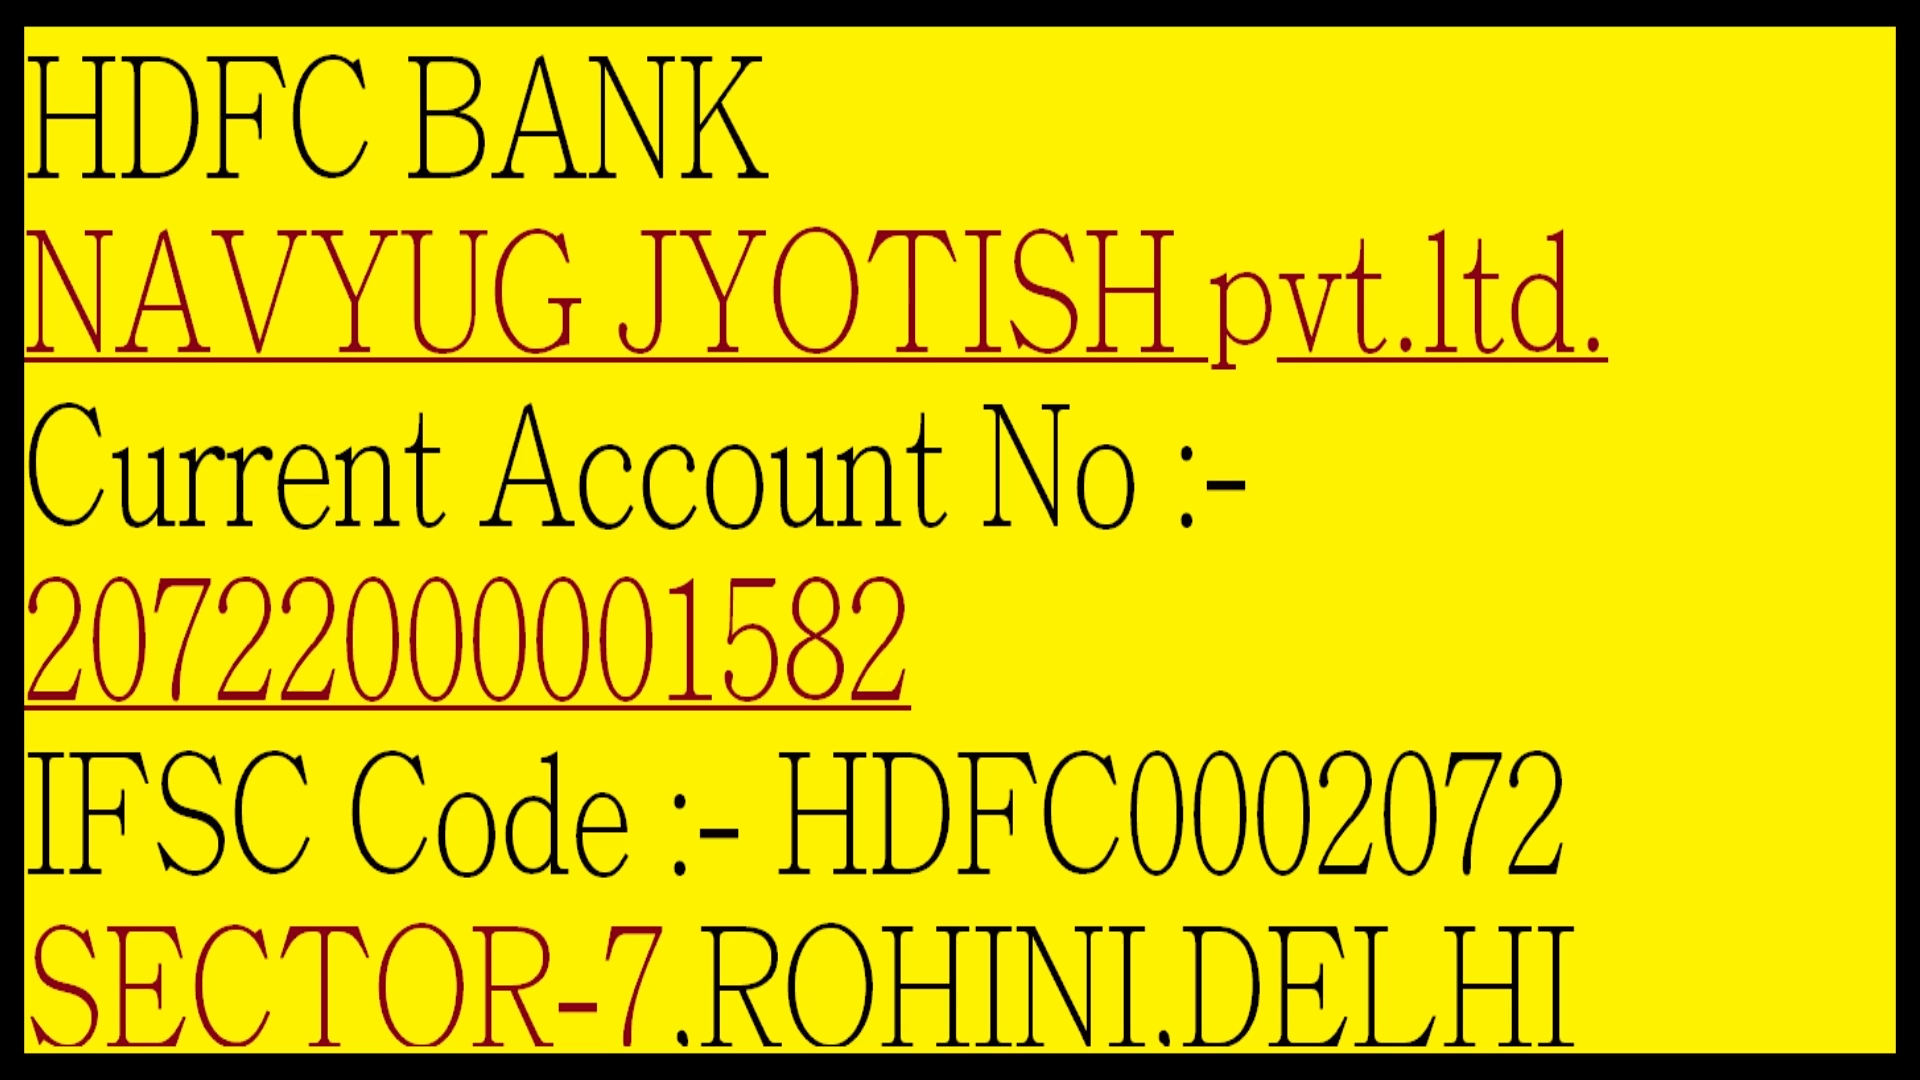 HDFC BANK
NAVYUG JYOTISH pvt.ltd.
Current Account No :-
20722000001582
IFSC Code :- HDFC0002072
SECTOR-7.ROHINI.DELHI